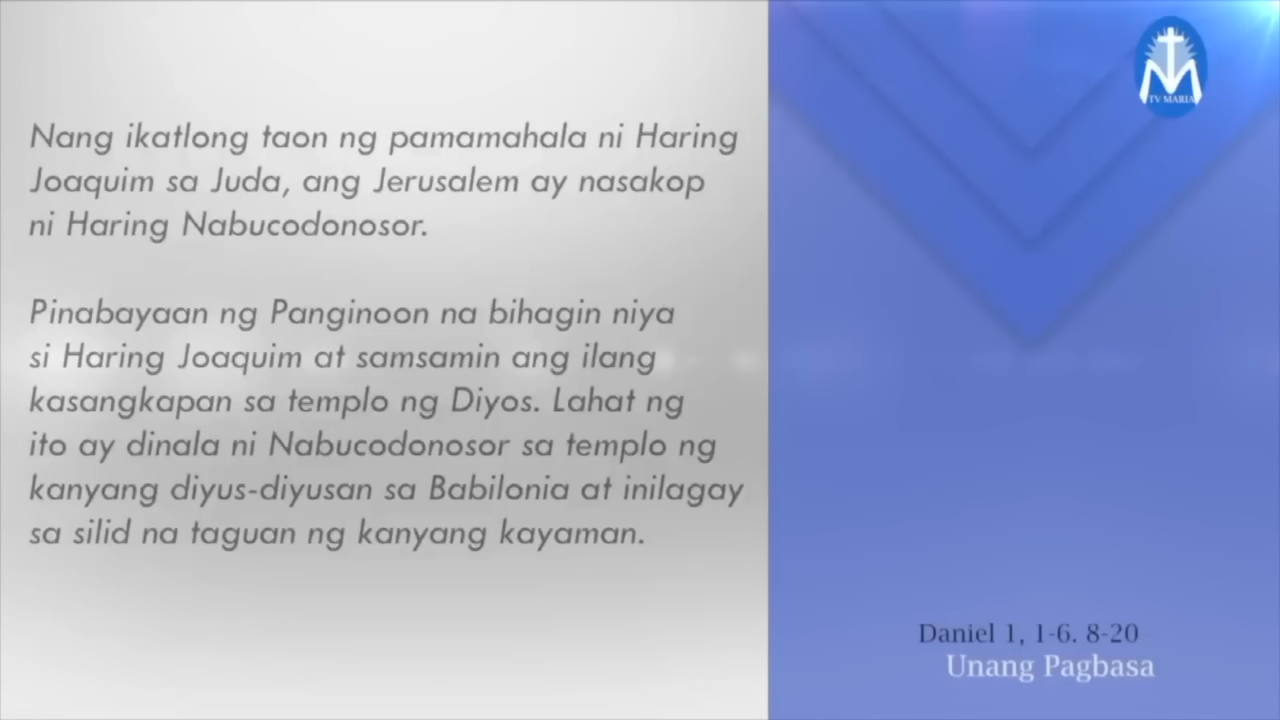 Nang ikatlong taon ng pamamahala ni Haring
Joaquim sa Juda, ang Jerusalem ay nasakop
ni Haring Nabucodonosor.
Pinabayaan ng Panginoon na bihagin niya
si Haring Joaquim at samsamin ang ilang
kasangkapan sa templo ng Diyos. Lahat ng
ito ay dinala ni Nabucodonosor sa templo ng
kanyang diyus-diyusan sa Babilonia at inilagay
sa silid na taguan ng kanyang kayaman.
TV MARIA
Daniel 1, 1-6. 8-20
Unang Pagbasa